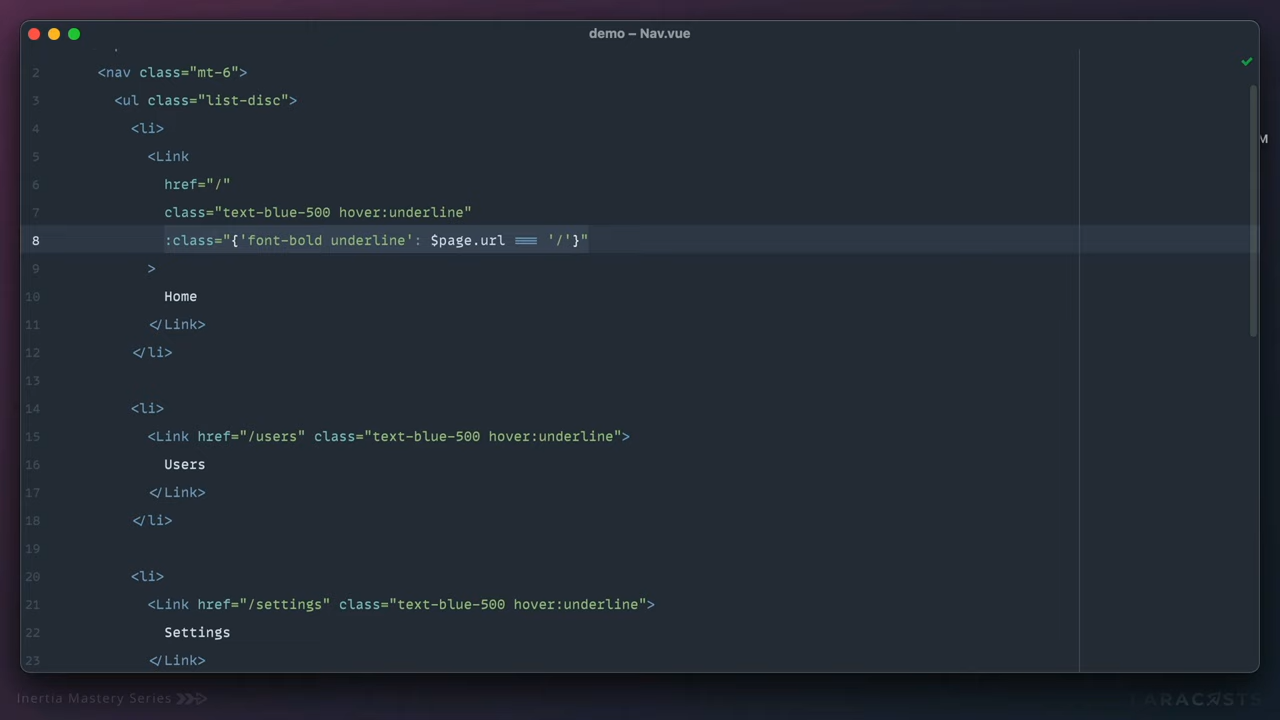 demo – Nav.vue
2 <nav class="mt-6">
3 <ul class="list-disc">
4 <li>
5 <Link
6 href="/"
7 class="text-blue-500 hover:underline"
8 :class="{'font-bold underline': $page.url === '/'}"
9 >
10 Home
11 </Link>
12 </li>
13
14 <li>
15 <Link href="/users" class="text-blue-500 hover:underline">
16 Users
17 </Link>
18 </li>
19
20 <li>
21 <Link href="/settings" class="text-blue-500 hover:underline">
22 Settings
23 </Link>
M
Inertia Mastery Series
LARACASTS